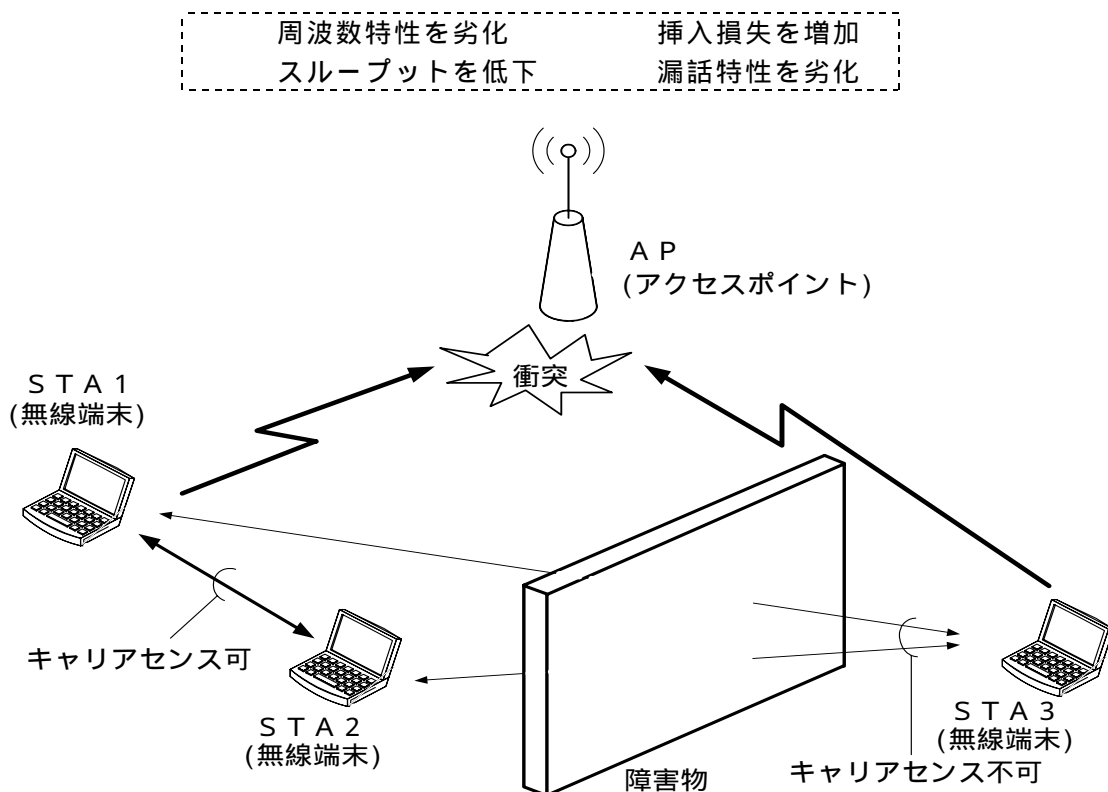 周波数特性を劣化 挿入損失を増加
スループットを低下 漏話特性を劣化
ＡＰ
(アクセスポイント)
衝突
ＳＴＡ１
(無線端末)
キャリアセンス可
ＳＴＡ２
(無線端末)
障害物
ＳＴＡ３
(無線端末)
キャリアセンス不可